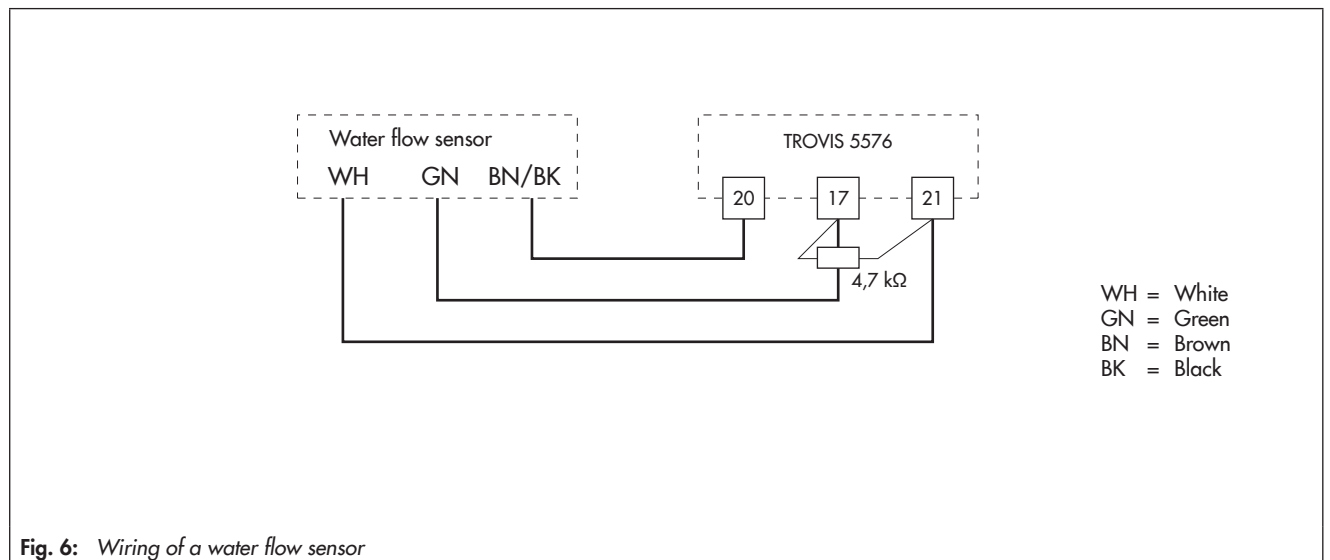 Water flow sensor
TROVIS 5576
WH GN BN/BK
20 17 21
4,7 kΩ
WH = White
GN = Green
BN = Brown
BK = Black
Fig. 6: Wiring of a water flow sensor